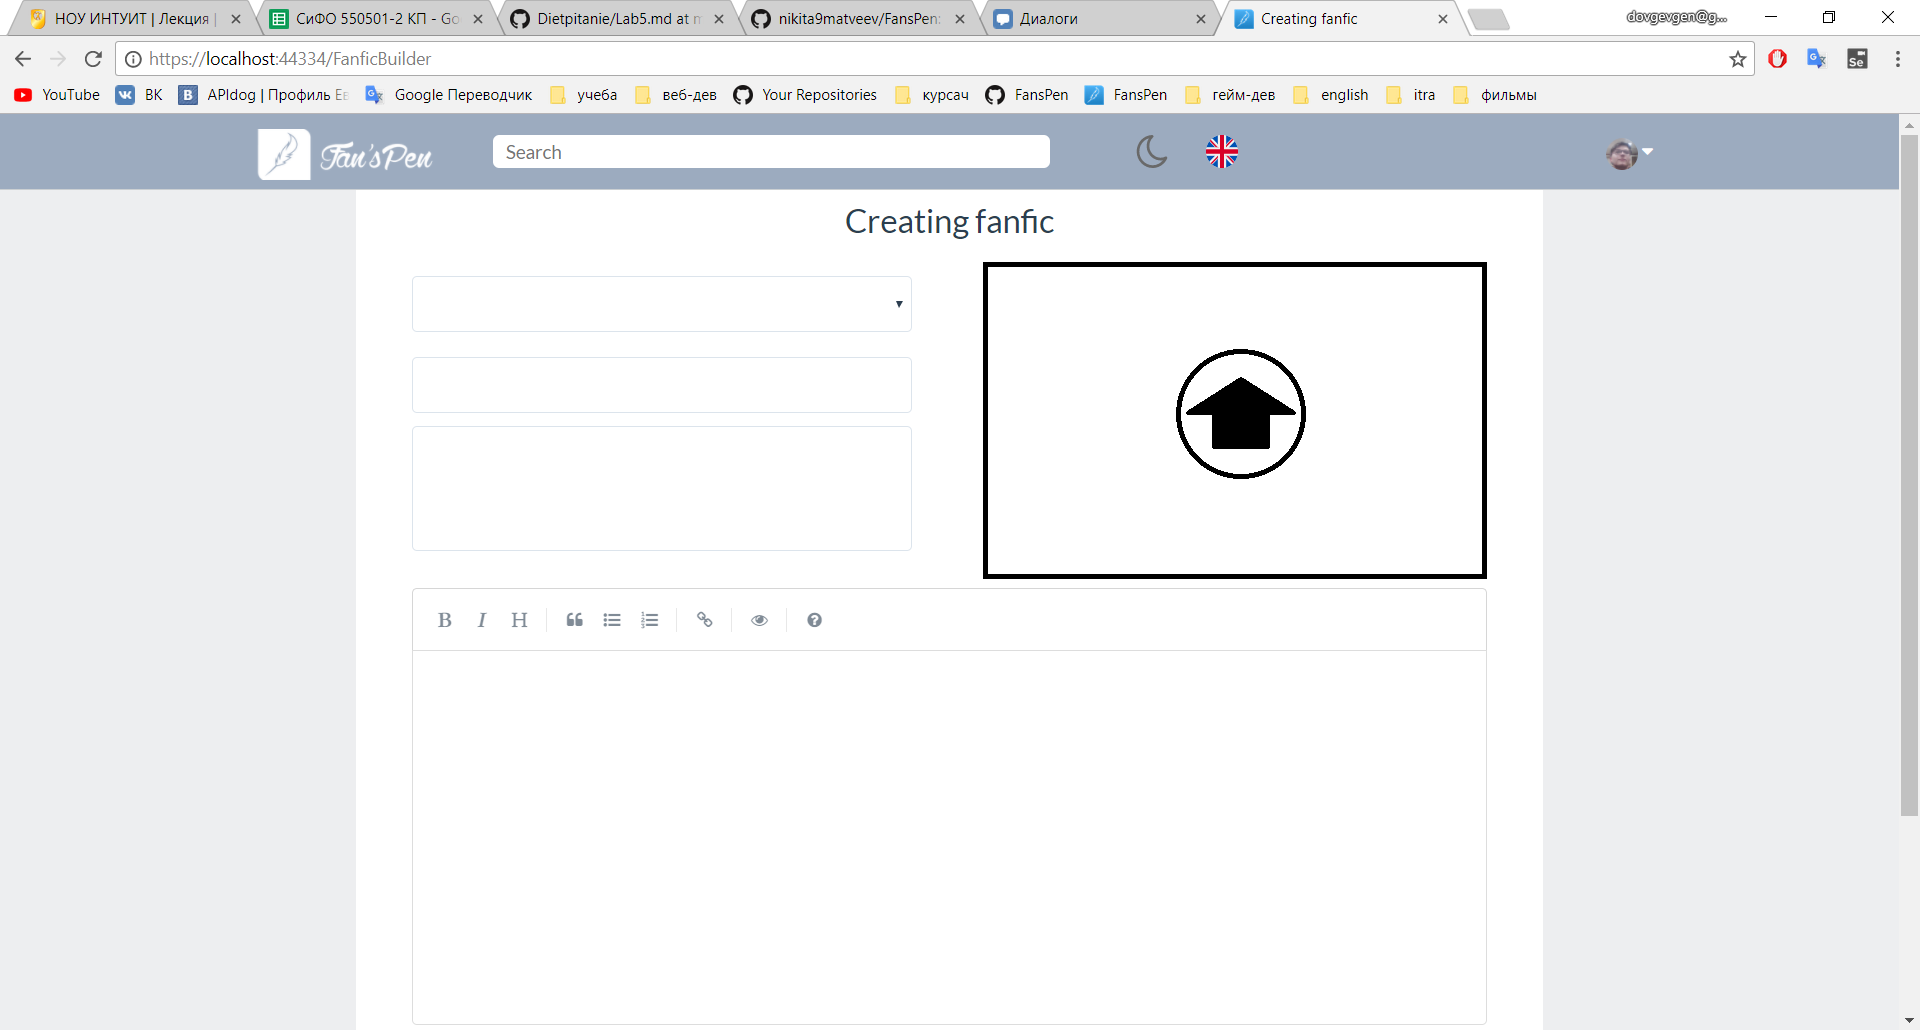 НОУ ИНТУИТ | Лекция |
СиФО 550501-2 КП - Go
Dietpitanie/Lab5.md at m
nikita9matveev/FansPen:
Диалоги
Creating fanfic
dovgevgen@g...
https://localhost:44334/FanficBuilder
YouTube
ВК
APIdog | Профиль Ев
Google Переводчик
учеба
веб-дев
Your Repositories
курсач
FansPen
FansPen
гейм-дев
english
itra
фильмы
Fan'sPen
Search
Creating fanfic
B I H